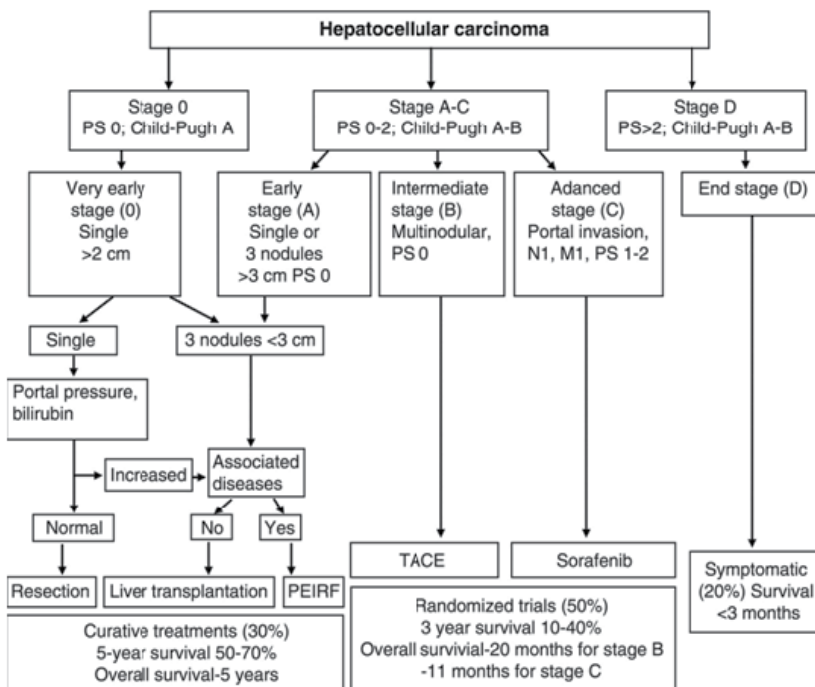 Hepatocellular carcinoma
Stage 0
PS 0; Child-Pugh A
Stage A-C
PS 0-2; Child-Pugh A-B
Stage D
PS>2; Child-Pugh A-B
Very early
stage (0)
Single
>2 cm
Early
stage (A)
Single or
3 nodules
>3 cm PS 0
Intermediate
stage (B)
Multinodular,
PS 0
Adanced
stage (C)
Portal invasion,
N1, M1, PS 1-2
End stage (D)
Single
3 nodules <3 cm
Portal pressure,
bilirubin
Increased
Associated
diseases
Normal
No
Yes
Resection
Liver transplantation
PEIRF
TACE
Sorafenib
Symptomatic
(20%) Survival
<3 months
Curative treatments (30%)
5-year survival 50-70%
Overall survival-5 years
Randomized trials (50%)
3 year survival 10-40%
Overall survivial-20 months for stage B
-11 months for stage C